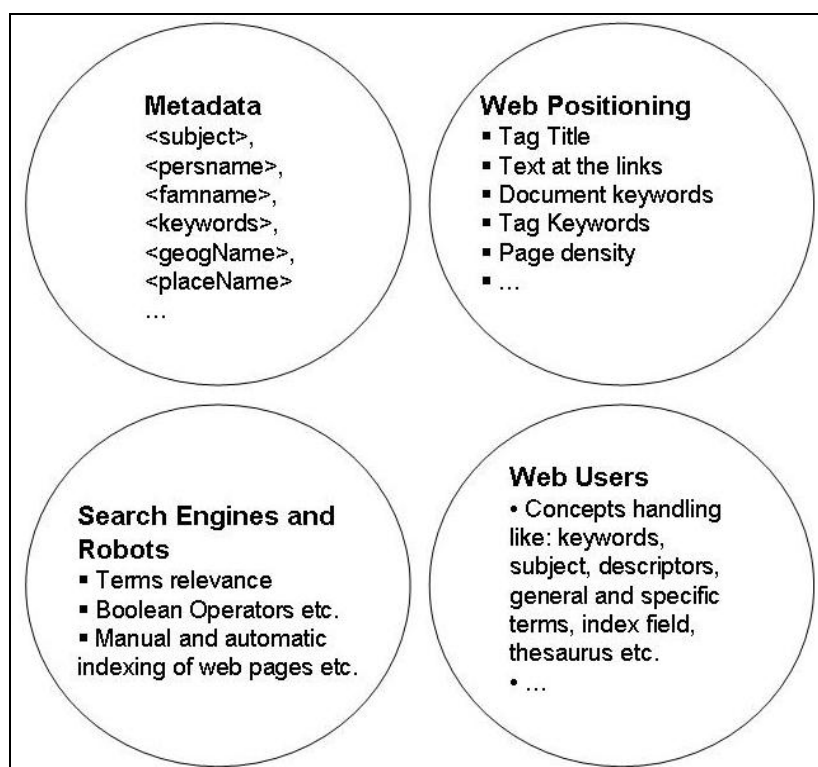 Metadata
<subject>,
<persname>,
<famname>,
<keywords>,
<geogName>,
<placeName>
...
Web Positioning
▪ Tag Title
▪ Text at the links
▪ Document keywords
▪ Tag Keywords
▪ Page density
▪ ...
Search Engines and
Robots
▪ Terms relevance
▪ Boolean Operators etc.
▪ Manual and automatic
indexing of web pages etc.
Web Users
• Concepts handling
like: keywords,
subject, descriptors,
general and specific
terms, index field,
thesaurus etc.
• ...